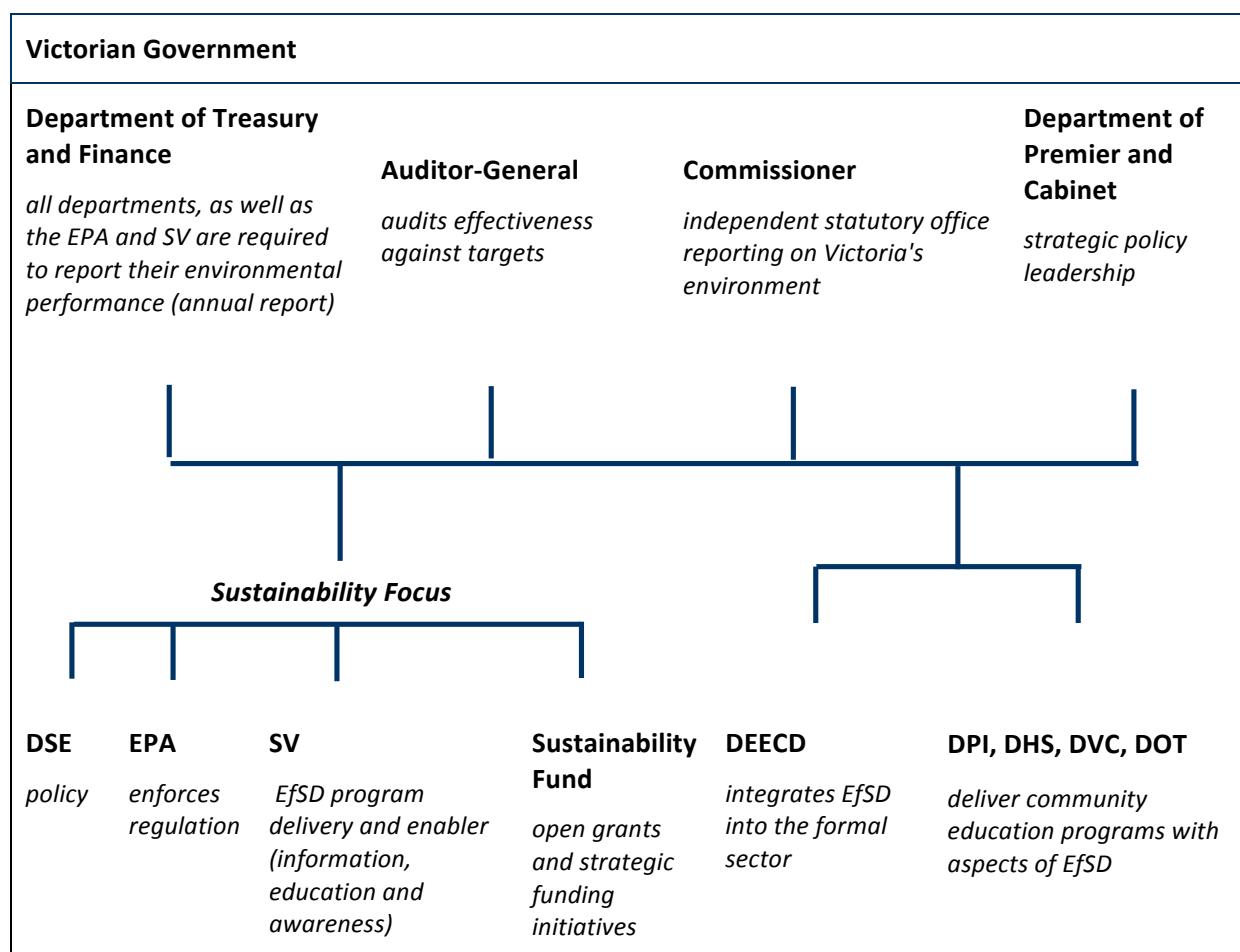 Victorian Government
Department of Treasury
and Finance
all departments, as well as
the EPA and SV are required
to report their environmental
performance (annual report)
Auditor-General
audits effectiveness
against targets
Commissioner
independent statutory office
reporting on Victoria's
environment
Department of
Premier and
Cabinet
strategic policy
leadership
Sustainability Focus
DSE
policy
EPA
enforces
regulation
SV
EfSD program
delivery and enabler
(information,
education and
awareness)
Sustainability
Fund
open grants
and strategic
funding
initiatives
DEECD
integrates EfSD
into the formal
sector
DPI, DHS, DVC, DOT
deliver community
education programs with
aspects of EfSD